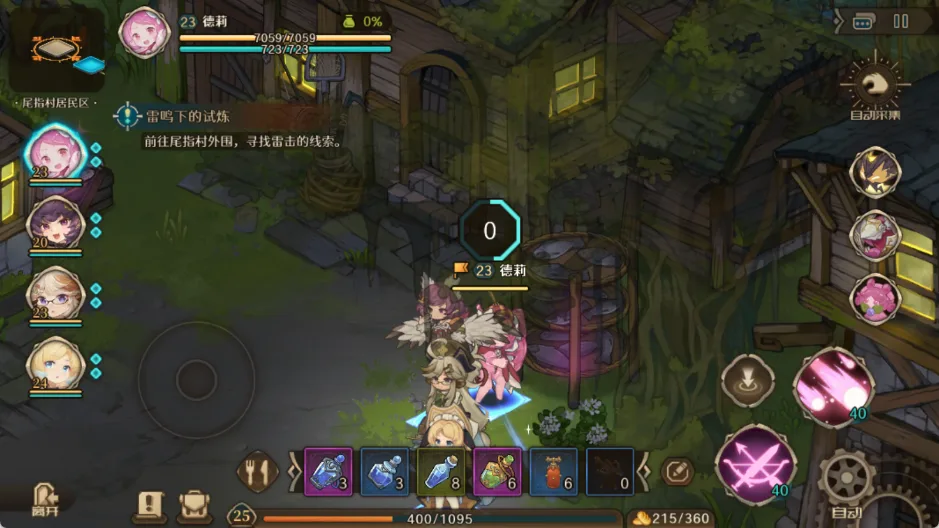 23 德莉
0%
7059/7059
723/723
·尾指村居民区·
雷鸣下的试炼
前往尾指村外围，寻找雷击的线索。
自动采集
23
20
23
24
0
23 德莉
40
40
3
3
8
6
6
0
离开
25
400/1095
215/360
自动